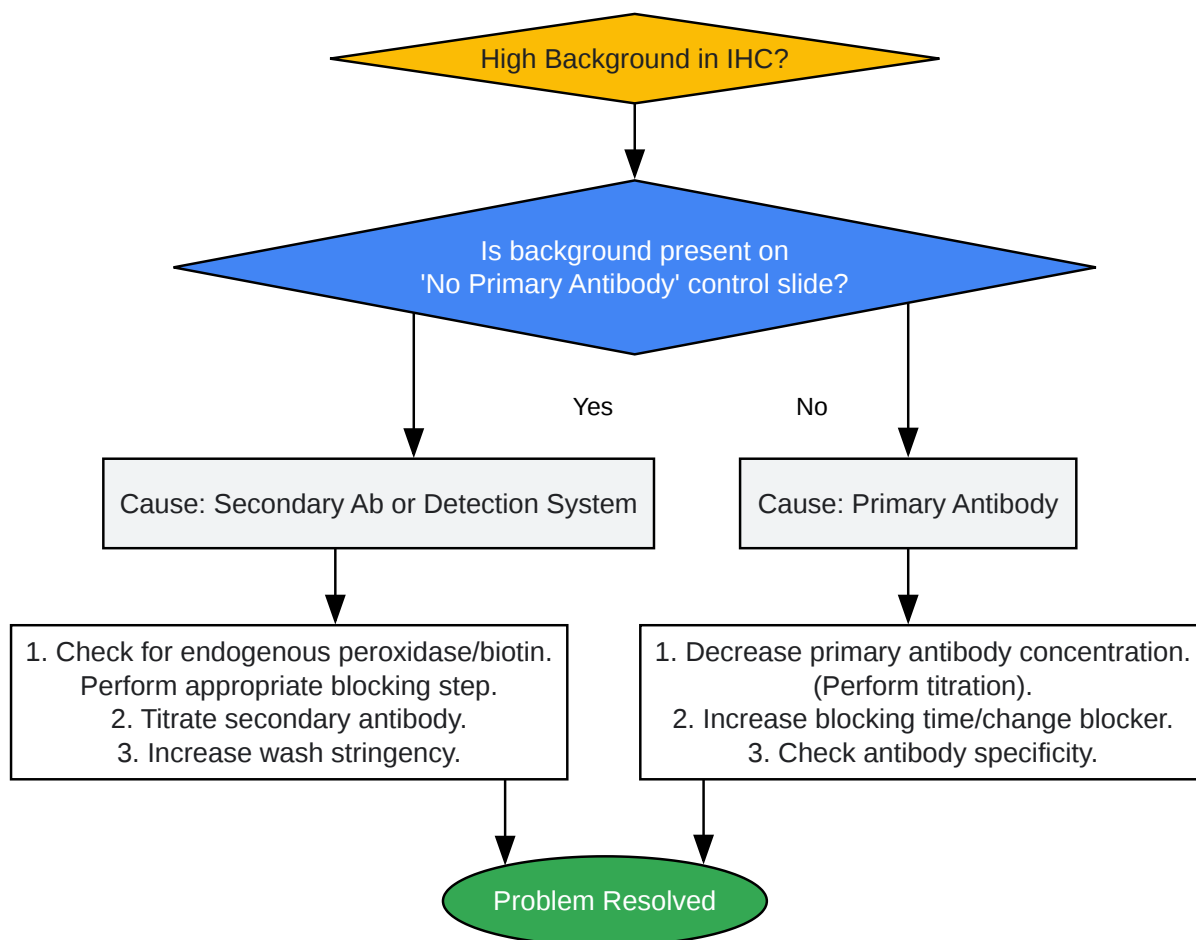 High Background in IHC?
Is background present on
'No Primary Antibody' control slide?
Yes
No
Cause: Secondary Ab or Detection System
Cause: Primary Antibody
1. Check for endogenous peroxidase/biotin.
Perform appropriate blocking step.
2. Titrate secondary antibody.
3. Increase wash stringency.
1. Decrease primary antibody concentration.
(Perform titration).
2. Increase blocking time/change blocker.
3. Check antibody specificity.
Problem Resolved